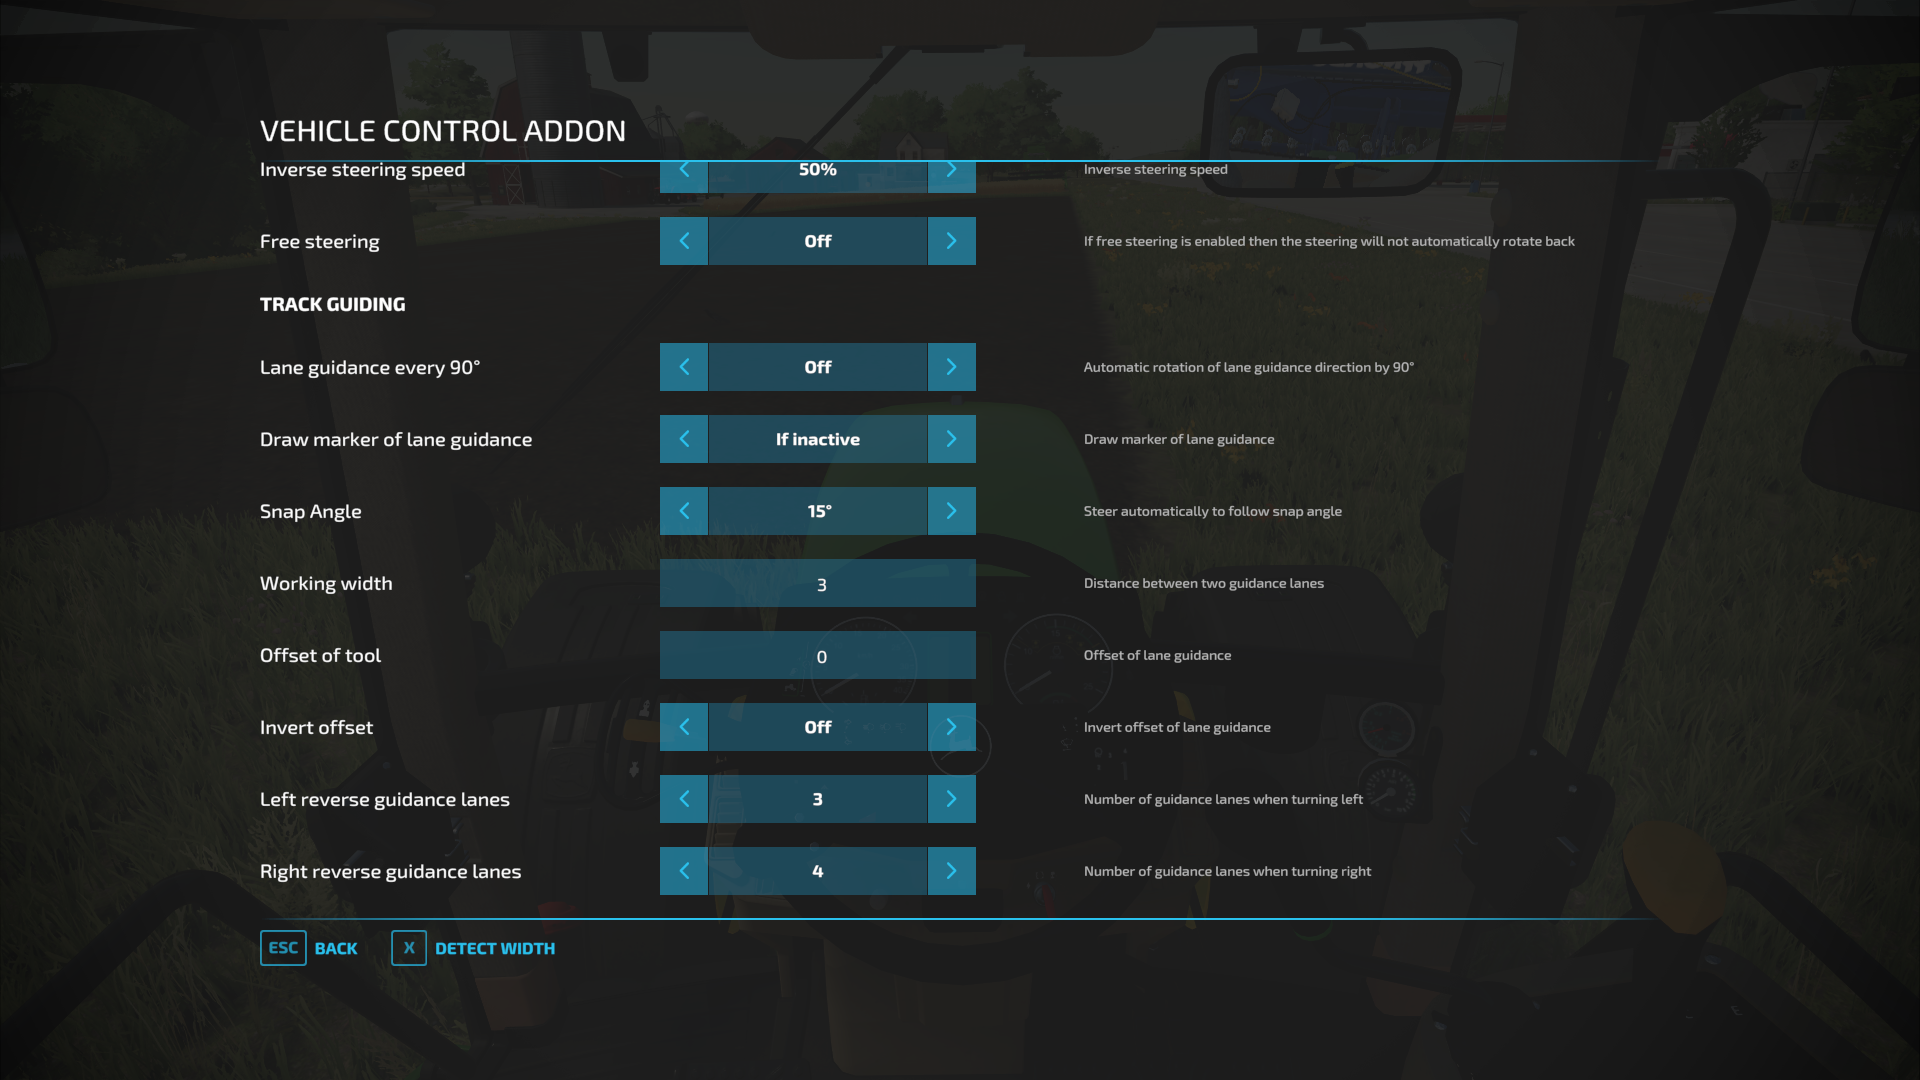 VEHICLE CONTROL ADDON
Inverse steering speed 50% Inverse steering speed
Free steering Off If free steering is enabled then the steering will not automatically rotate back
TRACK GUIDING
Lane guidance every 90° Off Automatic rotation of lane guidance direction by 90°
Draw marker of lane guidance If inactive Draw marker of lane guidance
Snap Angle 15° Steer automatically to follow snap angle
Working width 3 Distance between two guidance lanes
Offset of tool 0 Offset of lane guidance
Invert offset Off Invert offset of lane guidance
Left reverse guidance lanes 3 Number of guidance lanes when turning left
Right reverse guidance lanes 4 Number of guidance lanes when turning right
ESC BACK X DETECT WIDTH